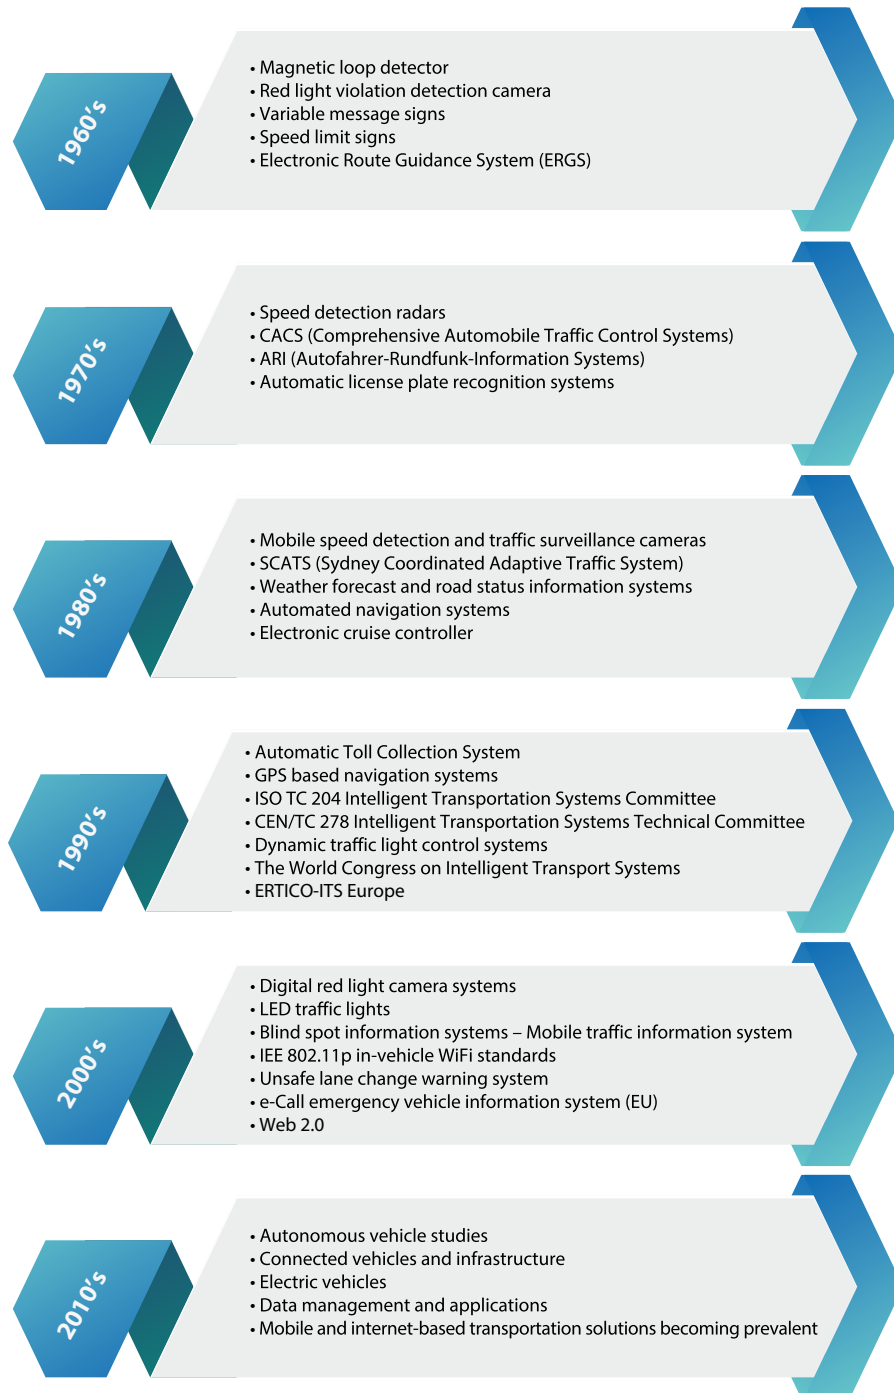 1960's
• Magnetic loop detector
• Red light violation detection camera
• Variable message signs
• Speed limit signs
• Electronic Route Guidance System (ERGS)
1970's
• Speed detection radars
• CACS (Comprehensive Automobile Traffic Control Systems)
• ARI (Autofahrer-Rundfunk-Information Systems)
• Automatic license plate recognition systems
1980's
• Mobile speed detection and traffic surveillance cameras
• SCATS (Sydney Coordinated Adaptive Traffic System)
• Weather forecast and road status information systems
• Automated navigation systems
• Electronic cruise controller
1990's
• Automatic Toll Collection System
• GPS based navigation systems
• ISO TC 204 Intelligent Transportation Systems Committee
• CEN/TC 278 Intelligent Transportation Systems Technical Committee
• Dynamic traffic light control systems
• The World Congress on Intelligent Transport Systems
• ERTICO-ITS Europe
2000's
• Digital red light camera systems
• LED traffic lights
• Blind spot information systems – Mobile traffic information system
• IEE 802.11p in-vehicle WiFi standards
• Unsafe lane change warning system
• e-Call emergency vehicle information system (EU)
• Web 2.0
2010's
• Autonomous vehicle studies
• Connected vehicles and infrastructure
• Electric vehicles
• Data management and applications
• Mobile and internet-based transportation solutions becoming prevalent